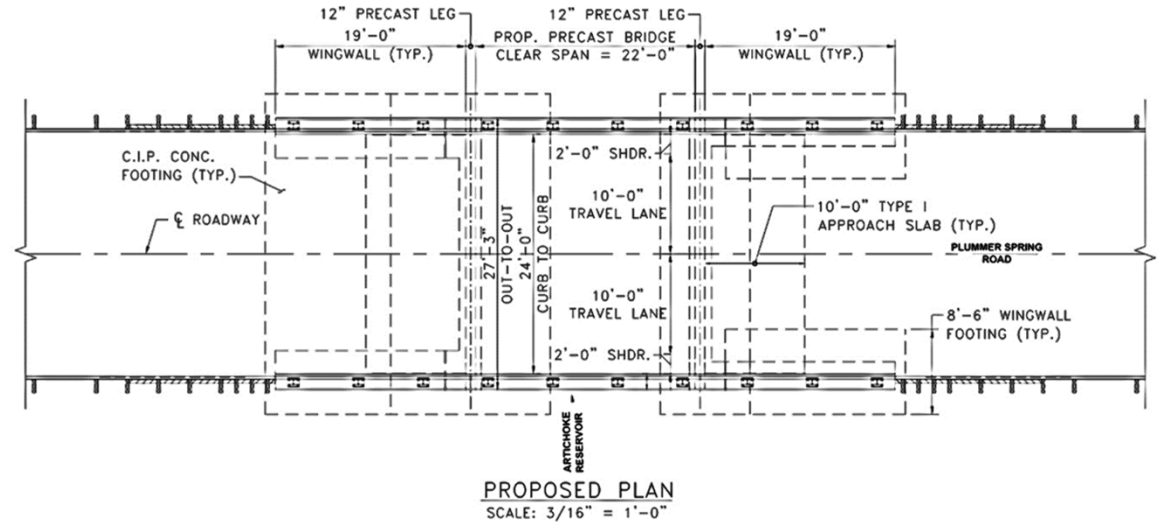 12" PRECAST LEG
12" PRECAST LEG
19'-0"
WINGWALL (TYP.)
PROP. PRECAST BRIDGE
CLEAR SPAN = 22'-0"
19'-0"
WINGWALL (TYP.)
C.I.P. CONC.
FOOTING (TYP.)
℄ ROADWAY
27'-3"
OUT-TO-OUT
24'-0"
CURB TO CURB
2'-0" SHDR.
10'-0"
TRAVEL LANE
10'-0"
TRAVEL LANE
2'-0" SHDR.
10'-0" TYPE I
APPROACH SLAB (TYP.)
PLUMMER SPRING
ROAD
8'-6" WINGWALL
FOOTING (TYP.)
ARTICHOKE
RESERVOIR
PROPOSED PLAN
SCALE: 3/16" = 1'-0"